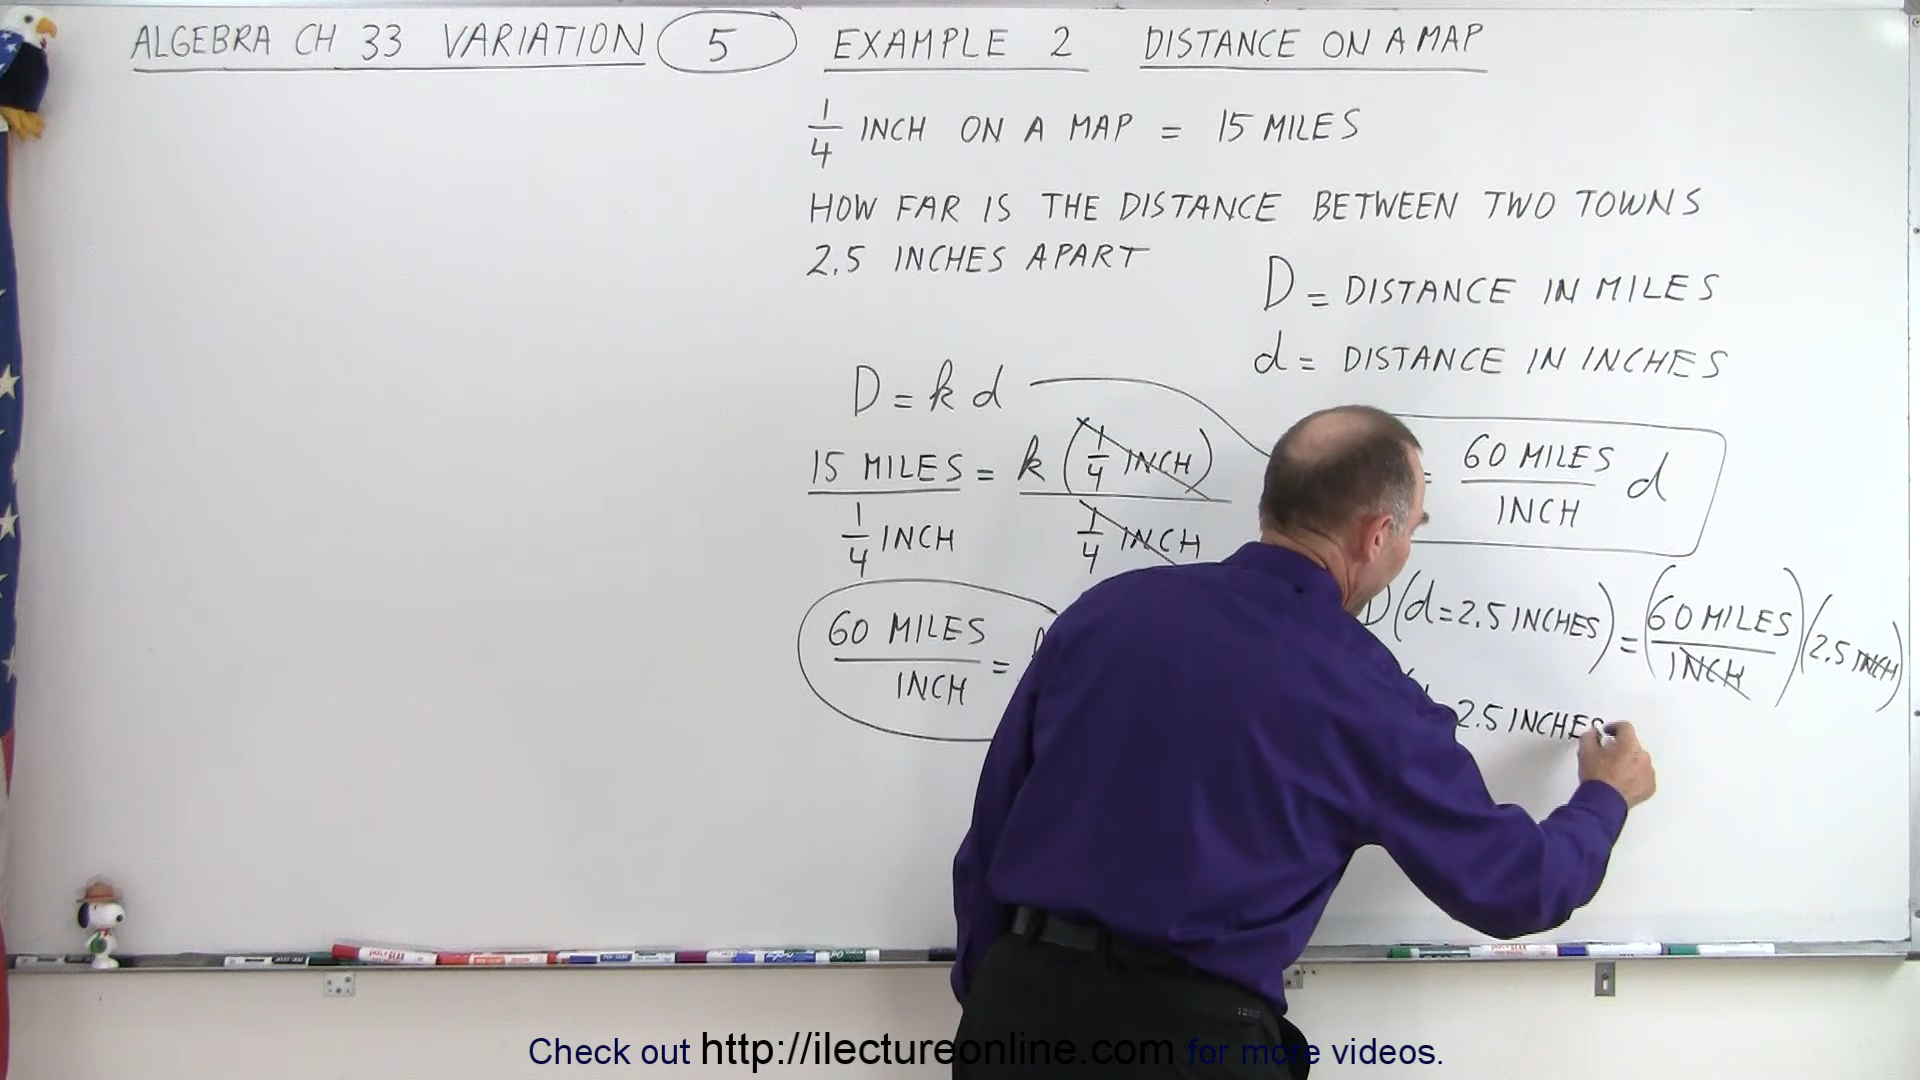 ALGEBRA CH 33 VARIATION 5 EXAMPLE 2 DISTANCE ON A MAP
1/4 INCH ON A MAP = 15 MILES
HOW FAR IS THE DISTANCE BETWEEN TWO TOWNS
2.5 INCHES APART
D = DISTANCE IN MILES
d = DISTANCE IN INCHES
D = k d
15 MILES / 1/4 INCH = k (1/4 INCH) / 1/4 INCH
60 MILES / INCH =
= 60 MILES / INCH d
D(d = 2.5 INCHES) = (60 MILES / INCH)(2.5 INCH)
2.5 INCHES
Check out http://ilectureonline.com for more videos.